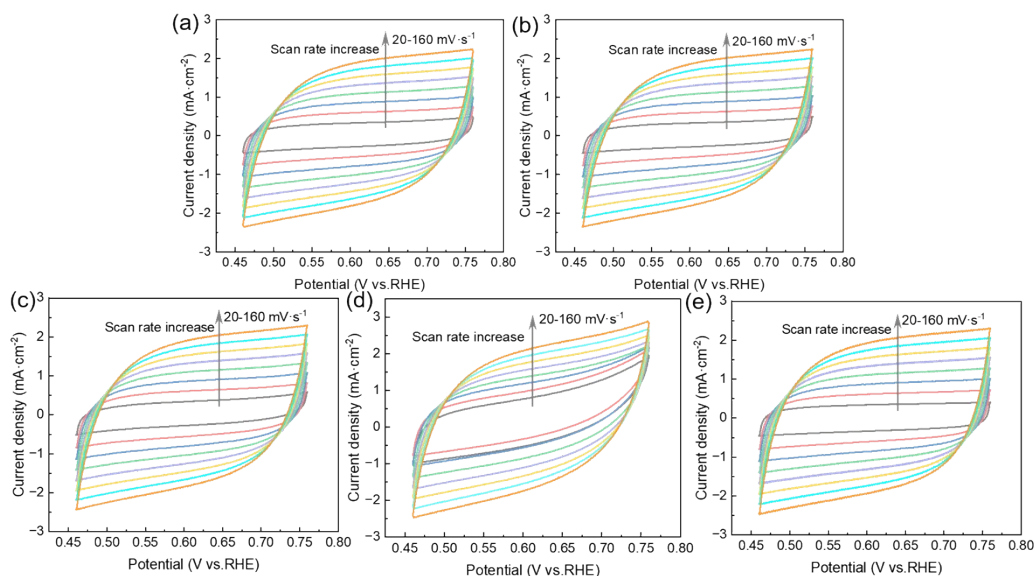 (a)
3
2
1
0
-1
-2
-3
Current density (mA·cm⁻²)
Scan rate increase
20-160 mV·s⁻¹
0.45 0.50 0.55 0.60 0.65 0.70 0.75 0.80
Potential (V vs.RHE)
(b)
3
2
1
0
-1
-2
-3
Current density (mA·cm⁻²)
Scan rate increase
20-160 mV·s⁻¹
0.45 0.50 0.55 0.60 0.65 0.70 0.75 0.80
Potential (V vs.RHE)
(c)
3
2
1
0
-1
-2
-3
Current density (mA·cm⁻²)
Scan rate increase
20-160 mV·s⁻¹
0.45 0.50 0.55 0.60 0.65 0.70 0.75 0.80
Potential (V vs.RHE)
(d)
3
2
1
0
-1
-2
-3
Current density (mA·cm⁻²)
Scan rate increase
20-160 mV·s⁻¹
0.45 0.50 0.55 0.60 0.65 0.70 0.75 0.80
Potential (V vs.RHE)
(e)
3
2
1
0
-1
-2
-3
Current density (mA·cm⁻²)
Scan rate increase
20-160 mV·s⁻¹
0.45 0.50 0.55 0.60 0.65 0.70 0.75 0.80
Potential (V vs.RHE)